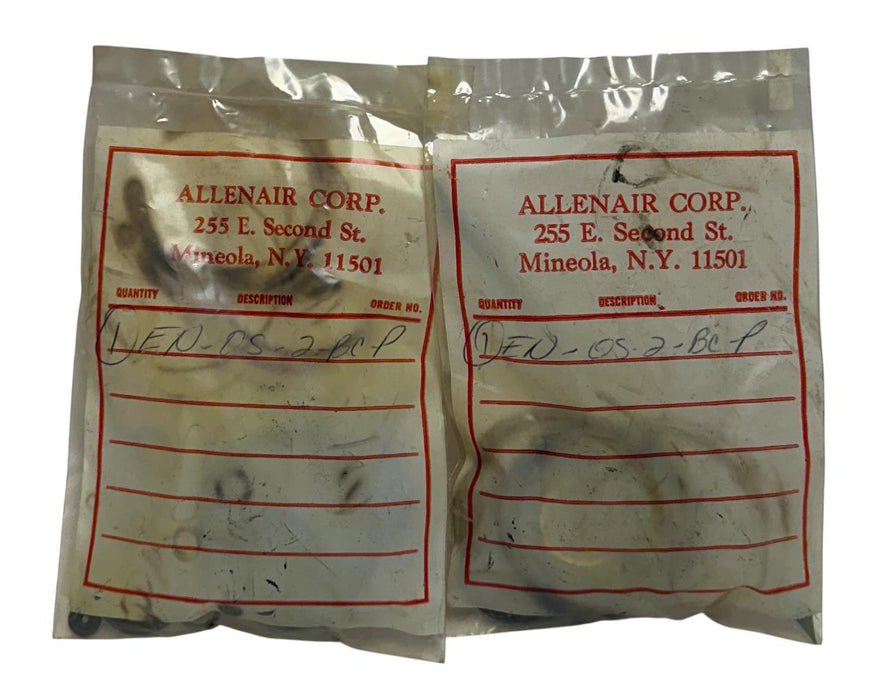 ALLENAIR CORP.
255 E. Second St.
Mineola, N.Y. 11501
QUANTITY DESCRIPTION ORDER NO.
1 EN-OS-2-BC-P
ALLENAIR CORP.
255 E. Second St.
Mineola, N.Y. 11501
QUANTITY DESCRIPTION ORDER NO.
1 EN-OS-2-BC-P